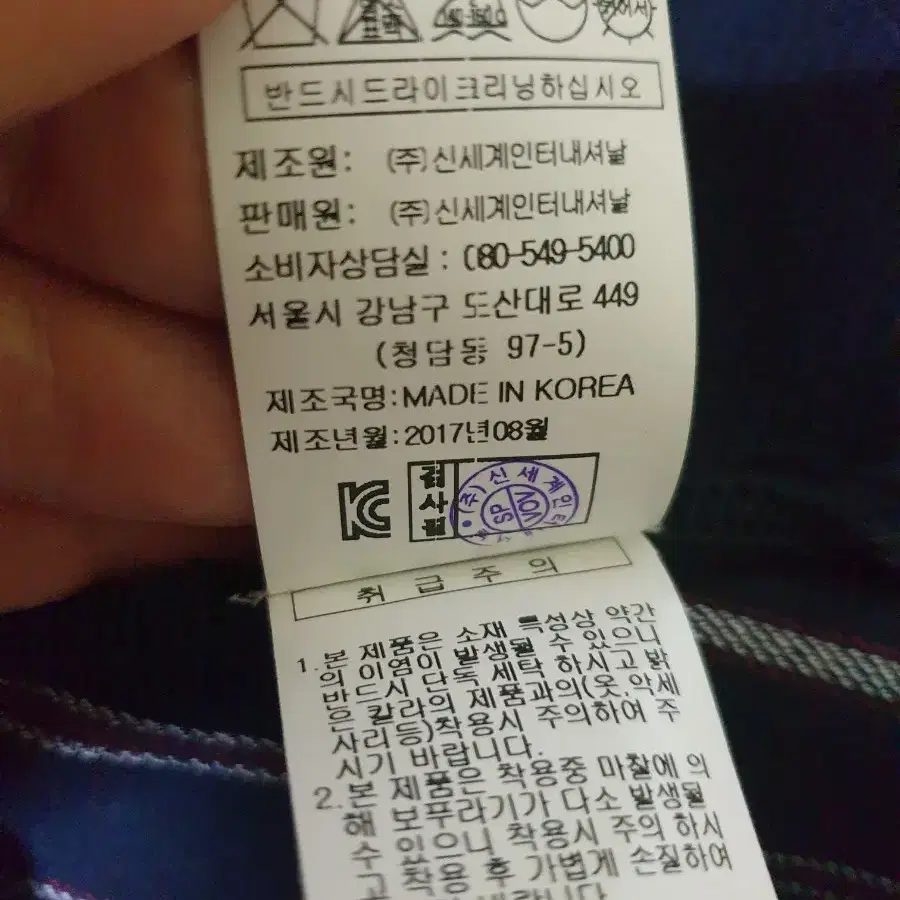 반드시드라이크리닝하십시오
제조원: (주)신세계인터내셔날
판매원: (주)신세계인터내셔날
소비자상담실 : 080-549-5400
서울시 강남구 도산대로 449
(청담동 97-5)
제조국명:MADE IN KOREA
제조년월:2017년08월
KC 검사필 (주)신세계인터 SP NOV
취급주의
1.본 제품은 소재 특성상 약간
의 이염이 발생될 수 있으니
반드시 단독 세탁 하시고 밝
은 칼라의 제품과의(옷,악세
사리등)착용시 주의하여 주
시기 바랍니다.
2.본 제품은 착용중 마찰에 의
해 보푸라기가 다소 발생될
수 있으니 착용시 주의 하시
고 착용 후 가볍게 손질하여